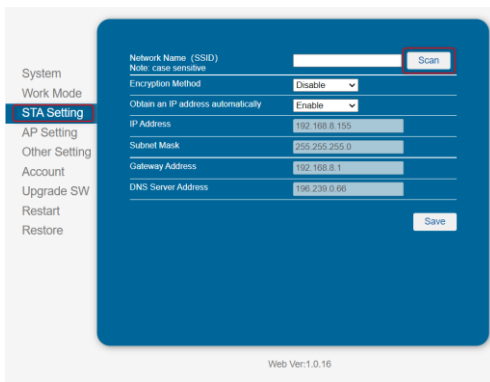 System
Work Mode
STA Setting
AP Setting
Other Setting
Account
Upgrade SW
Restart
Restore
Network Name (SSID)
Note: case sensitive
Scan
Encryption Method Disable
Obtain an IP address automatically Enable
IP Address 192.168.8.155
Subnet Mask 255.255.255.0
Gateway Address 192.168.8.1
DNS Server Address 196.239.0.66
Save
Web Ver:1.0.16